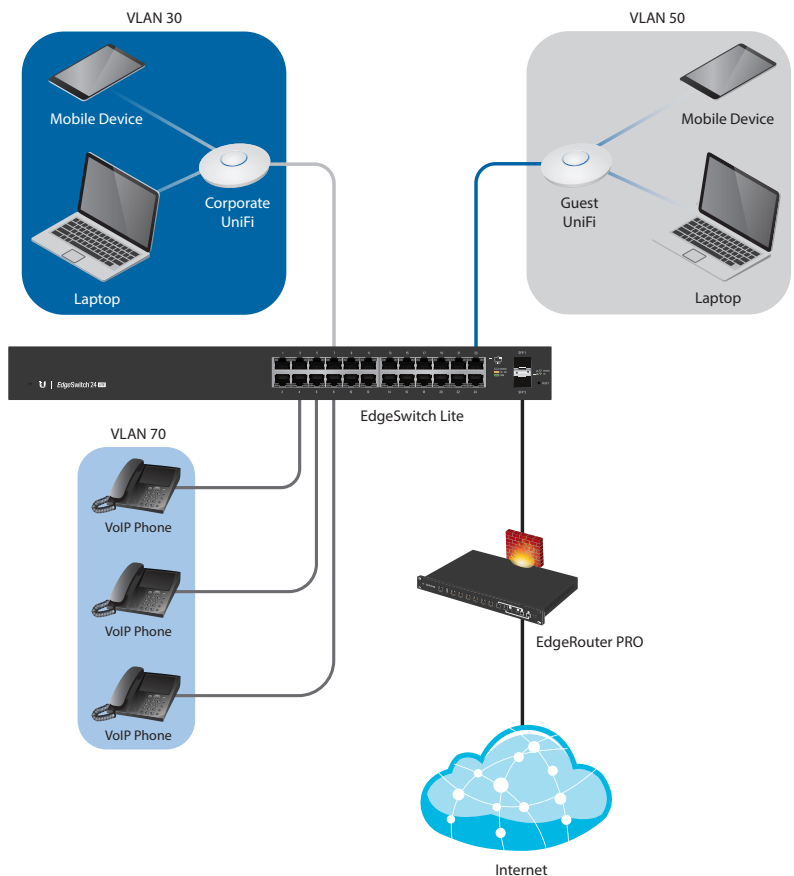 VLAN 30
VLAN 50
Mobile Device
Mobile Device
Corporate
UniFi
Guest
UniFi
Laptop
Laptop
EdgeSwitch 24
EdgeSwitch Lite
VLAN 70
VoIP Phone
VoIP Phone
EdgeRouter PRO
VoIP Phone
Internet